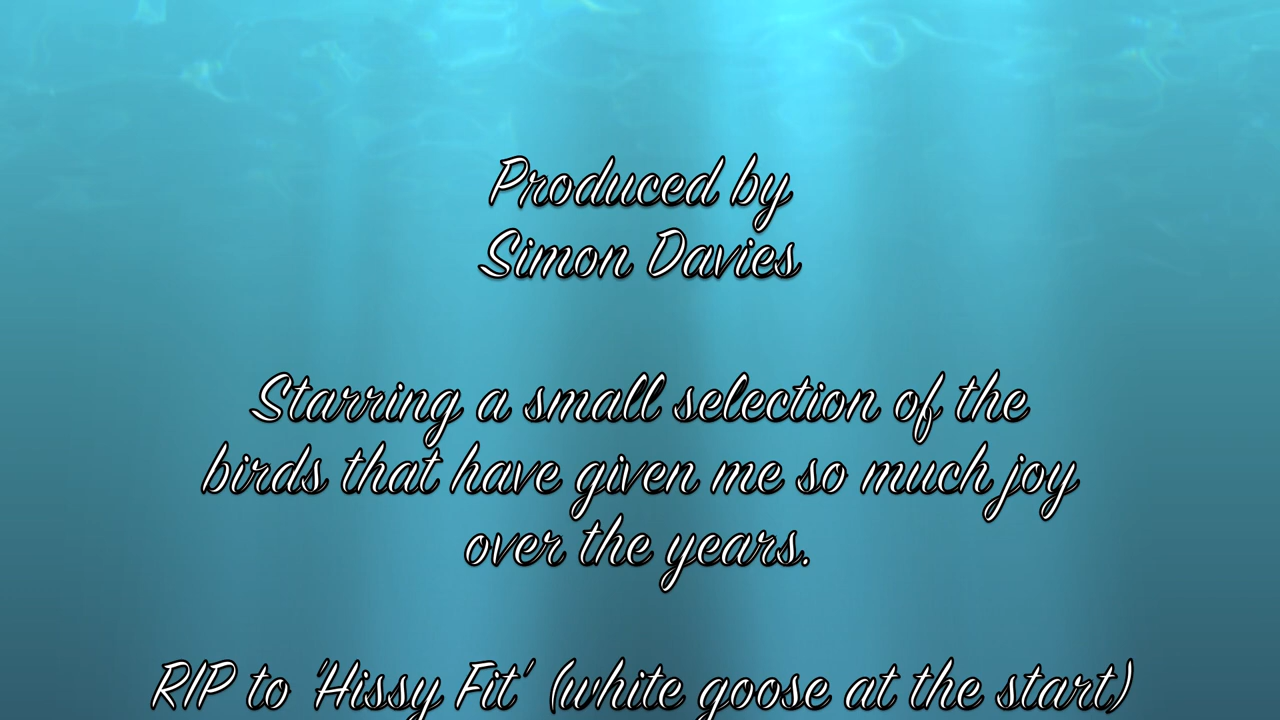 Produced by
Simon Davies
Starring a small selection of the
birds that have given me so much joy
over the years.
RIP to 'Hissy Fit' (white goose at the start)